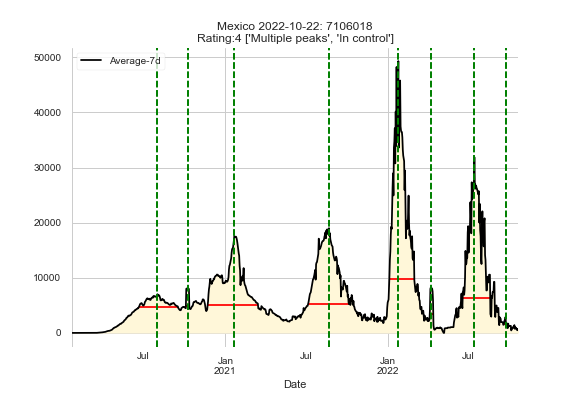 Mexico 2022-10-22: 7106018
Rating:4 ['Multiple peaks', 'In control']
Average-7d
50000
40000
30000
20000
10000
0
Jul
Jan
2021
Jul
Jan
2022
Jul
Date